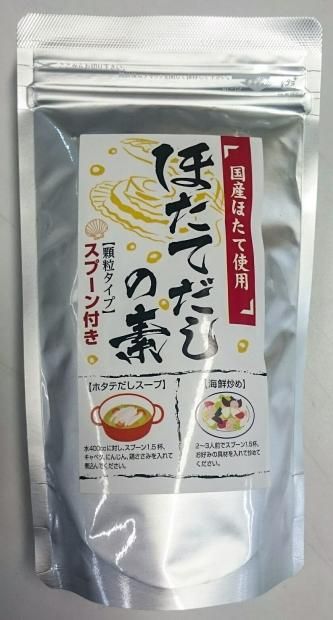 国産ほたて使用
ほたてだし
の素
【顆粒タイプ】
スプーン付き
【ホタテだしスープ】
水400ccに対し、スプーン1.5杯、
キャベツ、にんじん、鶏ささみを入れて
煮込んでください。
【海鮮炒め】
2～3人前でスプーン1.5杯、
お好みの具材を入れて炒めて
ください。